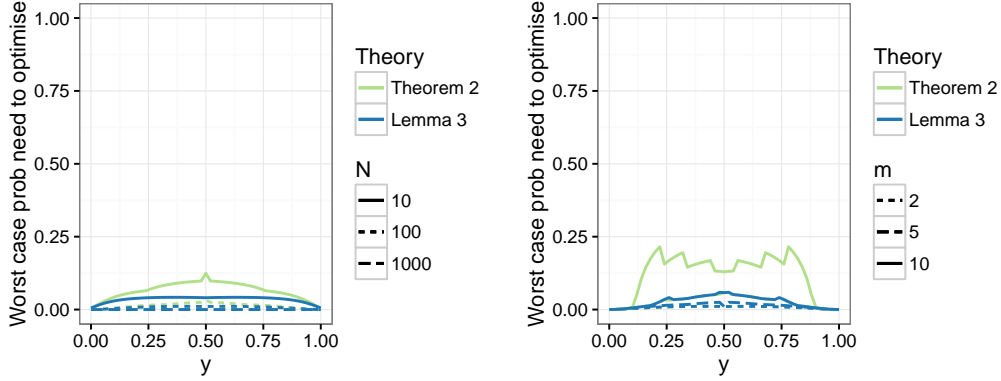 Worst case prob need to optimise
1.00
0.75
0.50
0.25
0.00
0.00 0.25 0.50 0.75 1.00
y
Theory
Theorem 2
Lemma 3
N
10
100
1000
Worst case prob need to optimise
1.00
0.75
0.50
0.25
0.00
0.00 0.25 0.50 0.75 1.00
y
Theory
Theorem 2
Lemma 3
m
2
5
10